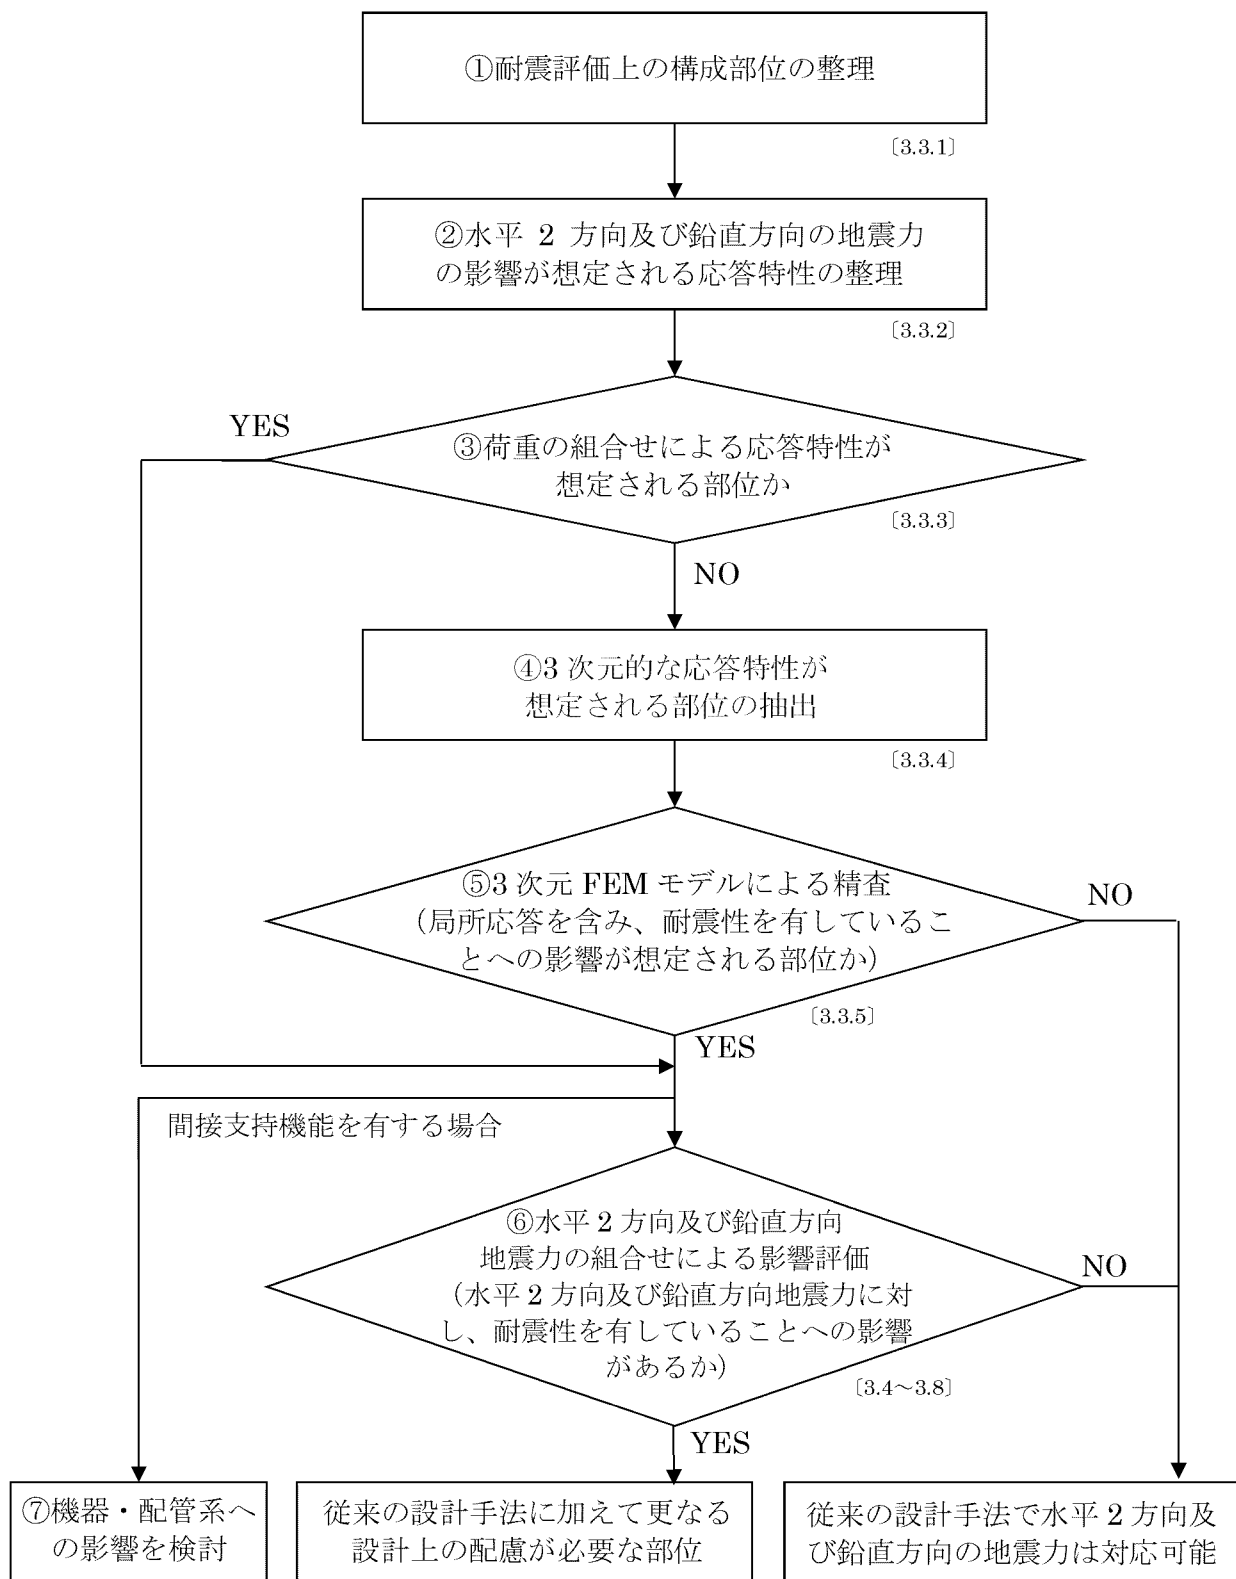 ①耐震評価上の構成部位の整理
〔3.3.1〕
②水平 2 方向及び鉛直方向の地震力
の影響が想定される応答特性の整理
〔3.3.2〕
YES
③荷重の組合せによる応答特性が
想定される部位か
〔3.3.3〕
NO
④3 次元的な応答特性が
想定される部位の抽出
〔3.3.4〕
⑤3 次元 FEM モデルによる精査
（局所応答を含み、耐震性を有しているこ
とへの影響が想定される部位か）
NO
〔3.3.5〕
YES
間接支持機能を有する場合
⑥水平 2 方向及び鉛直方向
地震力の組合せによる影響評価
（水平 2 方向及び鉛直方向地震力に対
し、耐震性を有していることへの影響
があるか）
NO
〔3.4～3.8〕
YES
⑦機器・配管系へ
の影響を検討
従来の設計手法に加えて更なる
設計上の配慮が必要な部位
従来の設計手法で水平 2 方向及
び鉛直方向の地震力は対応可能